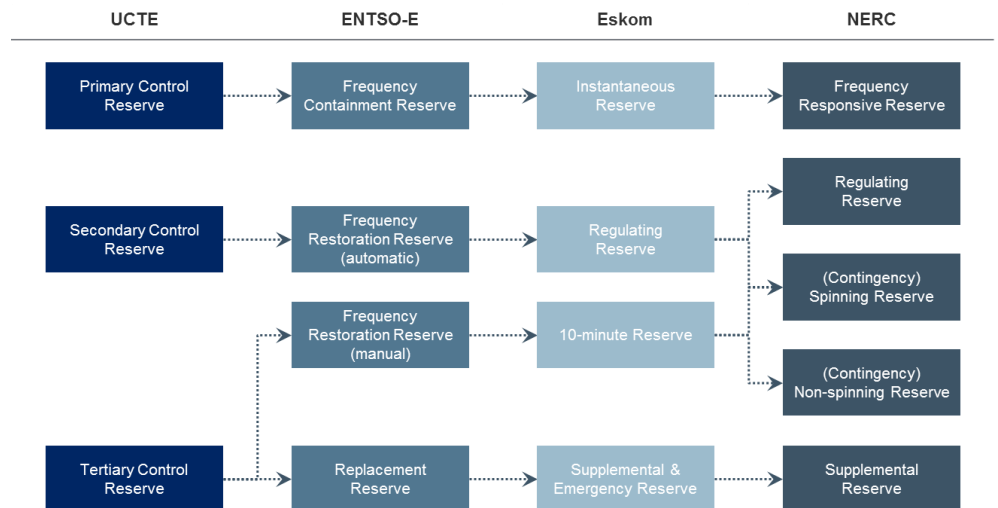 UCTE
ENTSO-E
Eskom
NERC
Primary Control
Reserve
Frequency
Containment Reserve
Instantaneous
Reserve
Frequency
Responsive Reserve
Regulating
Reserve
Secondary Control
Reserve
Frequency
Restoration Reserve
(automatic)
Regulating
Reserve
(Contingency)
Spinning Reserve
Frequency
Restoration Reserve
(manual)
10-minute Reserve
(Contingency)
Non-spinning Reserve
Tertiary Control
Reserve
Replacement
Reserve
Supplemental &
Emergency Reserve
Supplemental
Reserve